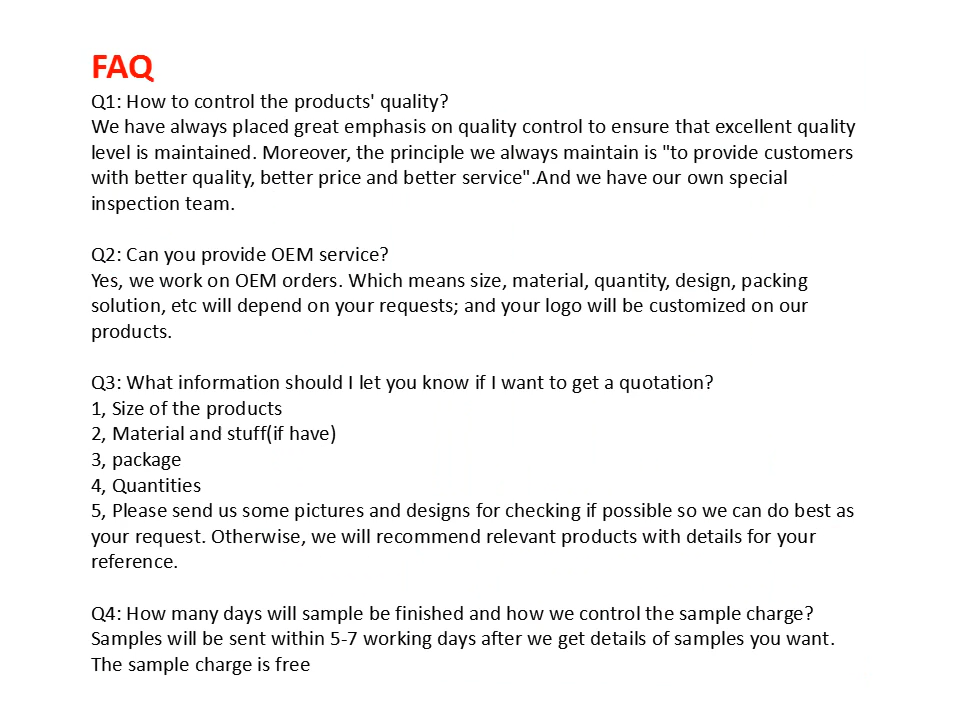 FAQ
Q1: How to control the products' quality?
We have always placed great emphasis on quality control to ensure that excellent quality
level is maintained. Moreover, the principle we always maintain is "to provide customers
with better quality, better price and better service".And we have our own special
inspection team.
Q2: Can you provide OEM service?
Yes, we work on OEM orders. Which means size, material, quantity, design, packing
solution, etc will depend on your requests; and your logo will be customized on our
products.
Q3: What information should I let you know if I want to get a quotation?
1, Size of the products
2, Material and stuff(if have)
3, package
4, Quantities
5, Please send us some pictures and designs for checking if possible so we can do best as
your request. Otherwise, we will recommend relevant products with details for your
reference.
Q4: How many days will sample be finished and how we control the sample charge?
Samples will be sent within 5-7 working days after we get details of samples you want.
The sample charge is free